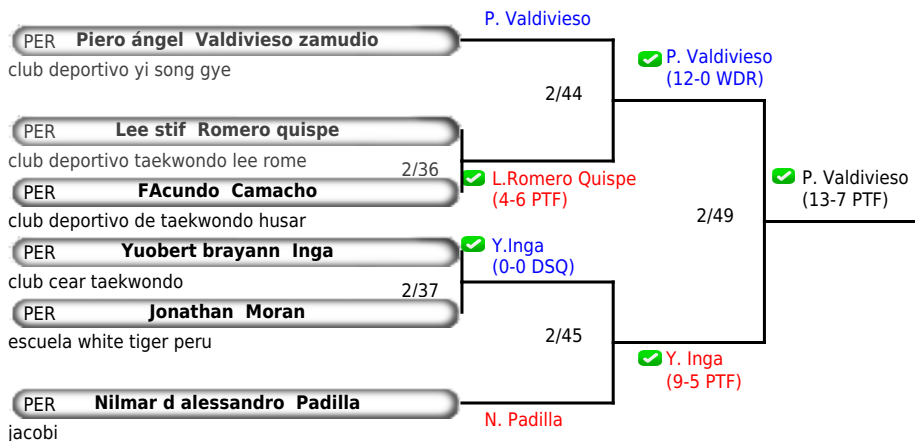 P. Valdivieso
PER Piero ángel Valdivieso zamudio
club deportivo yi song gye
P. Valdivieso
(12-0 WDR)
2/44
PER Lee stif Romero quispe
club deportivo taekwondo lee rome
2/36
L.Romero Quispe
(4-6 PTF)
PER FAcundo Camacho
club deportivo de taekwondo husar
P. Valdivieso
(13-7 PTF)
2/49
PER Yuobert brayann Inga
Y.Inga
(0-0 DSQ)
club cear taekwondo
2/37
PER Jonathan Moran
escuela white tiger peru
2/45
Y. Inga
(9-5 PTF)
PER Nilmar d alessandro Padilla
N. Padilla
jacobi